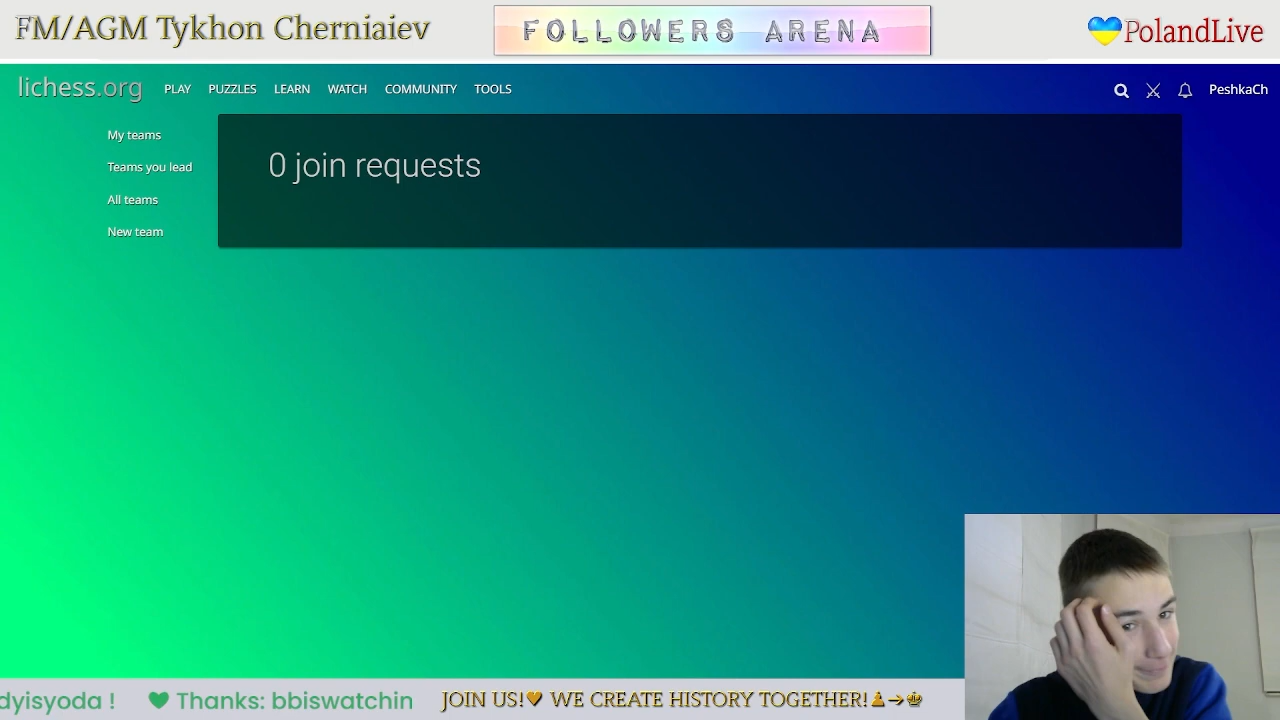 FM/AGM Tykhon Cherniaiev
FOLLOWERS ARENA
💙PolandLive
lichess.org PLAY PUZZLES LEARN WATCH COMMUNITY TOOLS PeshkaCh
My teams
Teams you lead
All teams
New team
0 join requests
dyisyoda ! 💚 Thanks: bbiswatchin JOIN US!🧡 WE CREATE HISTORY TOGETHER!♟→♚